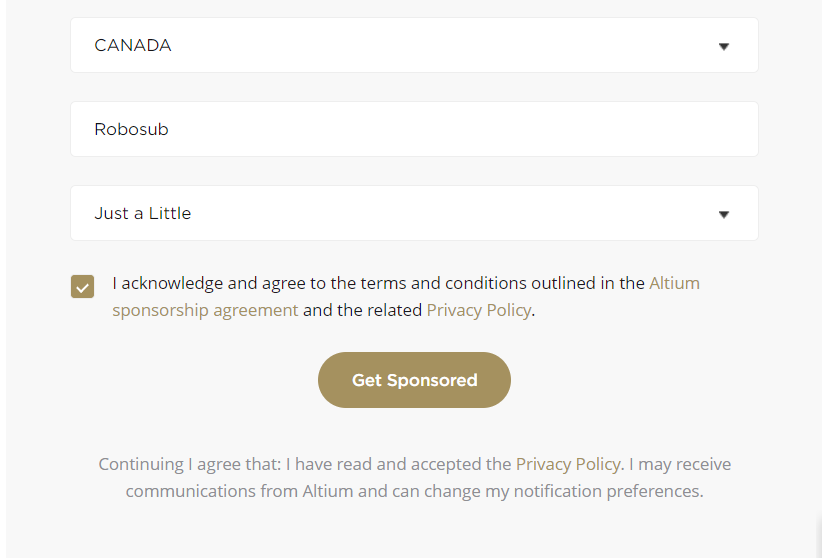 CANADA
Robosub
Just a Little
I acknowledge and agree to the terms and conditions outlined in the Altium
sponsorship agreement and the related Privacy Policy.
Get Sponsored
Continuing I agree that: I have read and accepted the Privacy Policy. I may receive
communications from Altium and can change my notification preferences.